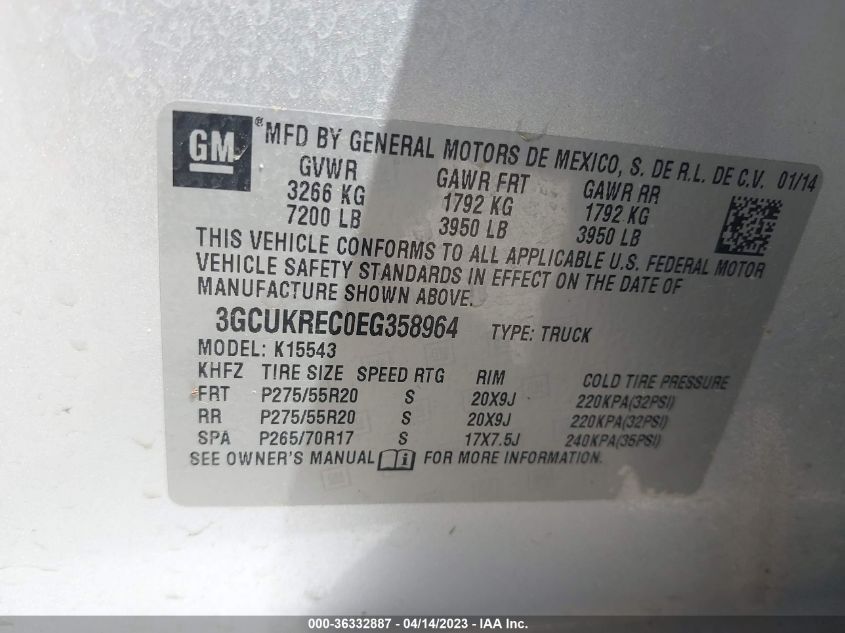 GM ® MFD BY GENERAL MOTORS DE MEXICO, S. DE R.L. DE C.V. 01/14
GVWR GAWR FRT GAWR RR
3266 KG 1792 KG 1792 KG
7200 LB 3950 LB 3950 LB
THIS VEHICLE CONFORMS TO ALL APPLICABLE U.S. FEDERAL MOTOR
VEHICLE SAFETY STANDARDS IN EFFECT ON THE DATE OF
MANUFACTURE SHOWN ABOVE.
3GCUKREC0EG358964 TYPE: TRUCK
MODEL: K15543
KHFZ TIRE SIZE SPEED RTG RIM COLD TIRE PRESSURE
FRT P275/55R20 S 20X9J 220KPA(32PSI)
RR P275/55R20 S 20X9J 220KPA(32PSI)
SPA P265/70R17 S 17X7.5J 240KPA(35PSI)
SEE OWNER'S MANUAL i FOR MORE INFORMATION.
000-36332887 - 04/14/2023 - IAA Inc.